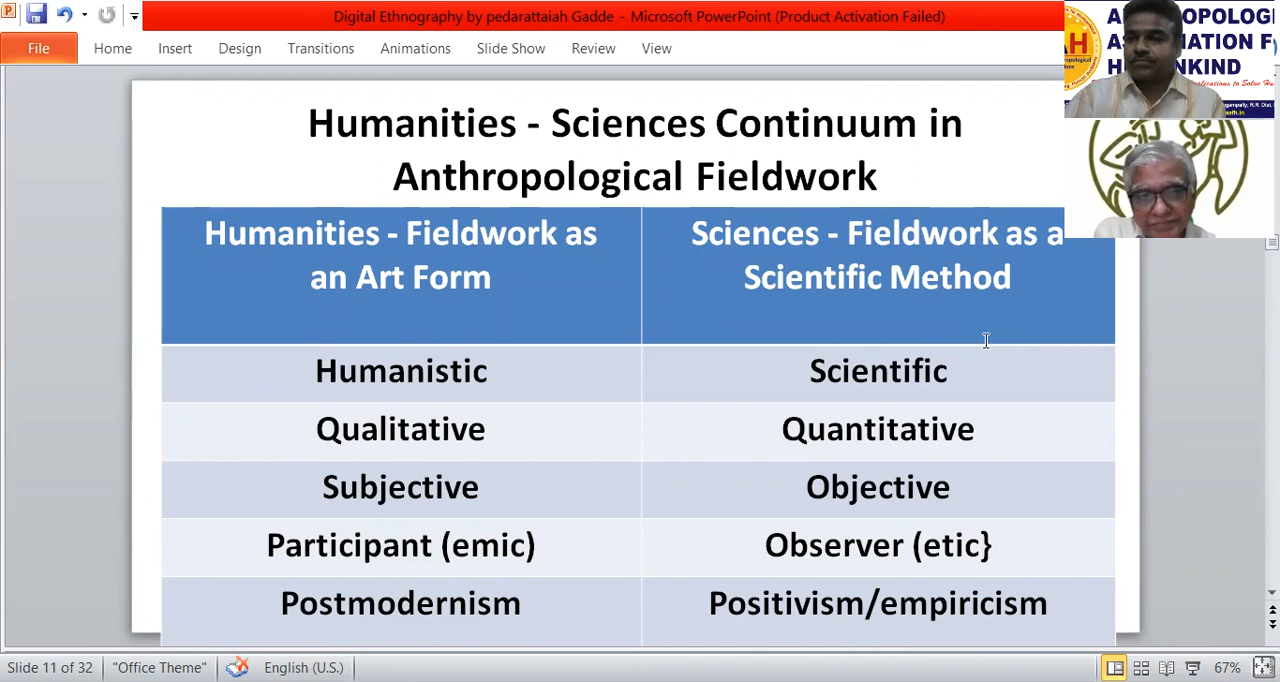 Digital Ethnography by pedarattaiah Gadde - Microsoft PowerPoint (Product Activation Failed)
File Home Insert Design Transitions Animations Slide Show Review View
NKIND
Humanities - Sciences Continuum in
Anthropological Fieldwork
Humanities - Fieldwork as
an Art Form
Sciences - Fieldwork as a
Scientific Method
Humanistic Scientific
Qualitative Quantitative
Subjective Objective
Participant (emic) Observer (etic}
Postmodernism Positivism/empiricism
Slide 11 of 32 "Office Theme" English (U.S.) 67%